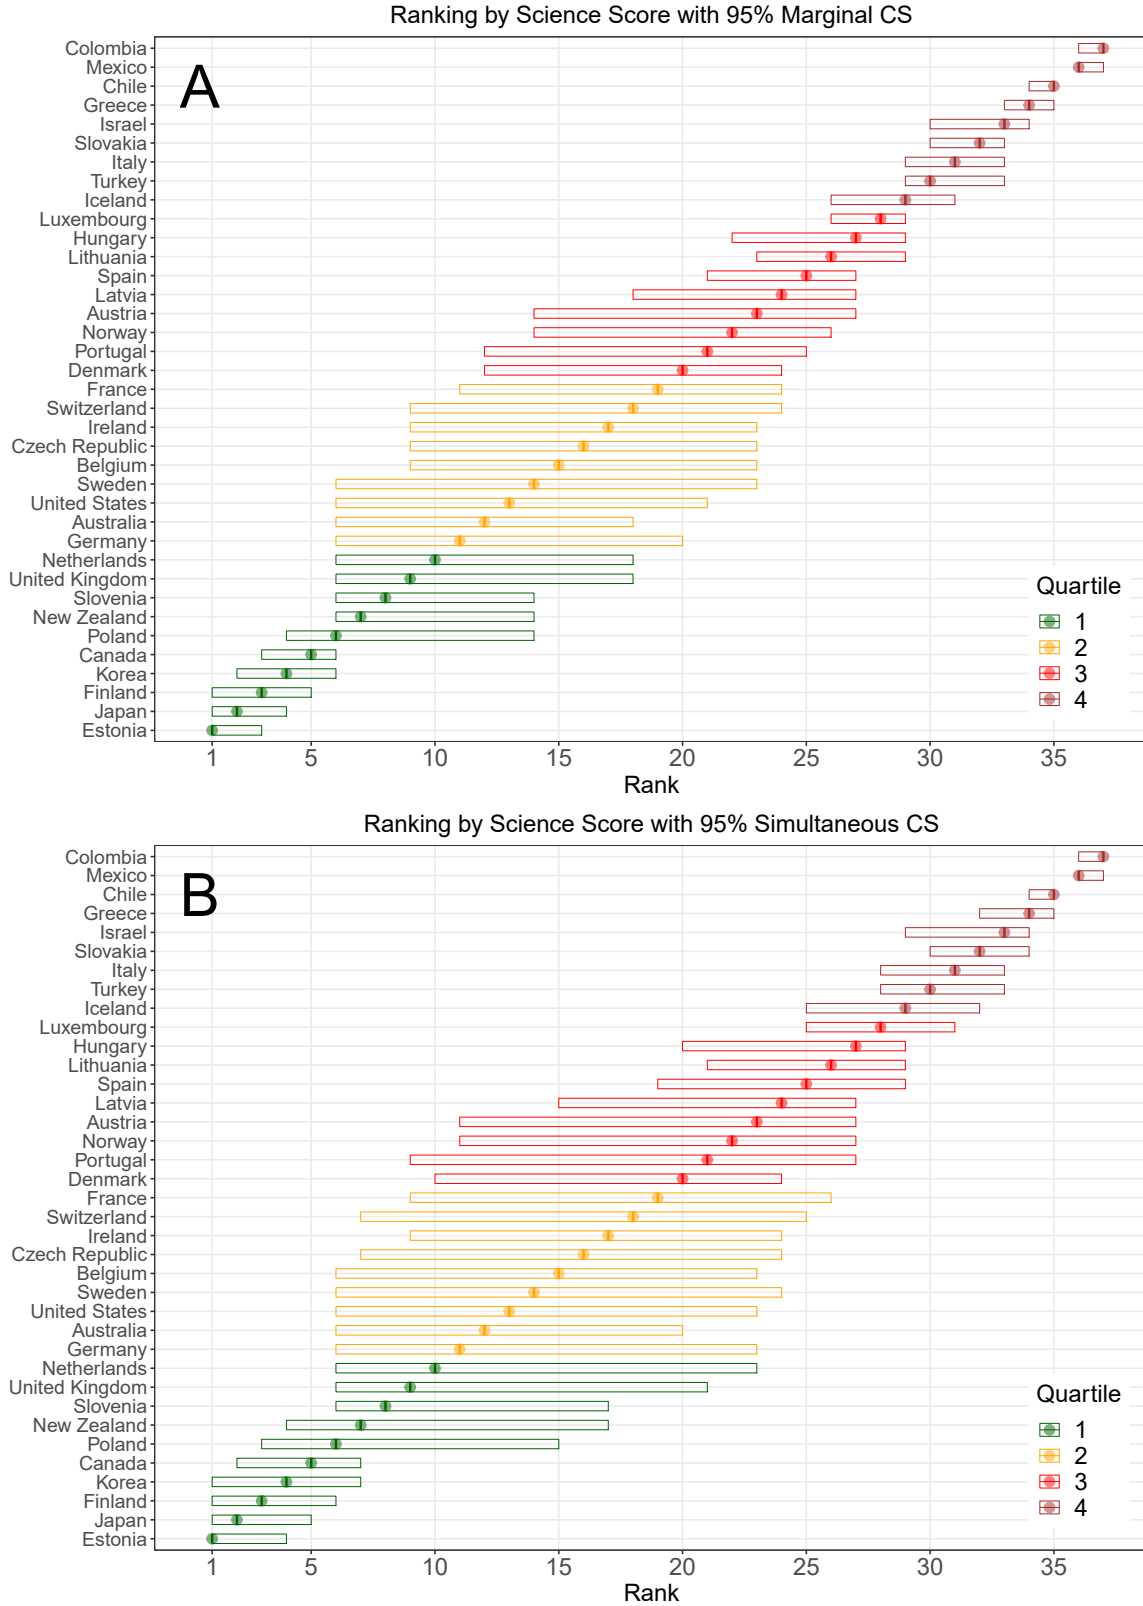 Ranking by Science Score with 95% Marginal CS
A
Colombia
Mexico
Chile
Greece
Israel
Slovakia
Italy
Turkey
Iceland
Luxembourg
Hungary
Lithuania
Spain
Latvia
Austria
Norway
Portugal
Denmark
France
Switzerland
Ireland
Czech Republic
Belgium
Sweden
United States
Australia
Germany
Netherlands
United Kingdom
Slovenia
New Zealand
Poland
Canada
Korea
Finland
Japan
Estonia
Quartile
1
2
3
4
1 5 10 15 20 25 30 35
Rank
Ranking by Science Score with 95% Simultaneous CS
B
Colombia
Mexico
Chile
Greece
Israel
Slovakia
Italy
Turkey
Iceland
Luxembourg
Hungary
Lithuania
Spain
Latvia
Austria
Norway
Portugal
Denmark
France
Switzerland
Ireland
Czech Republic
Belgium
Sweden
United States
Australia
Germany
Netherlands
United Kingdom
Slovenia
New Zealand
Poland
Canada
Korea
Finland
Japan
Estonia
Quartile
1
2
3
4
1 5 10 15 20 25 30 35
Rank